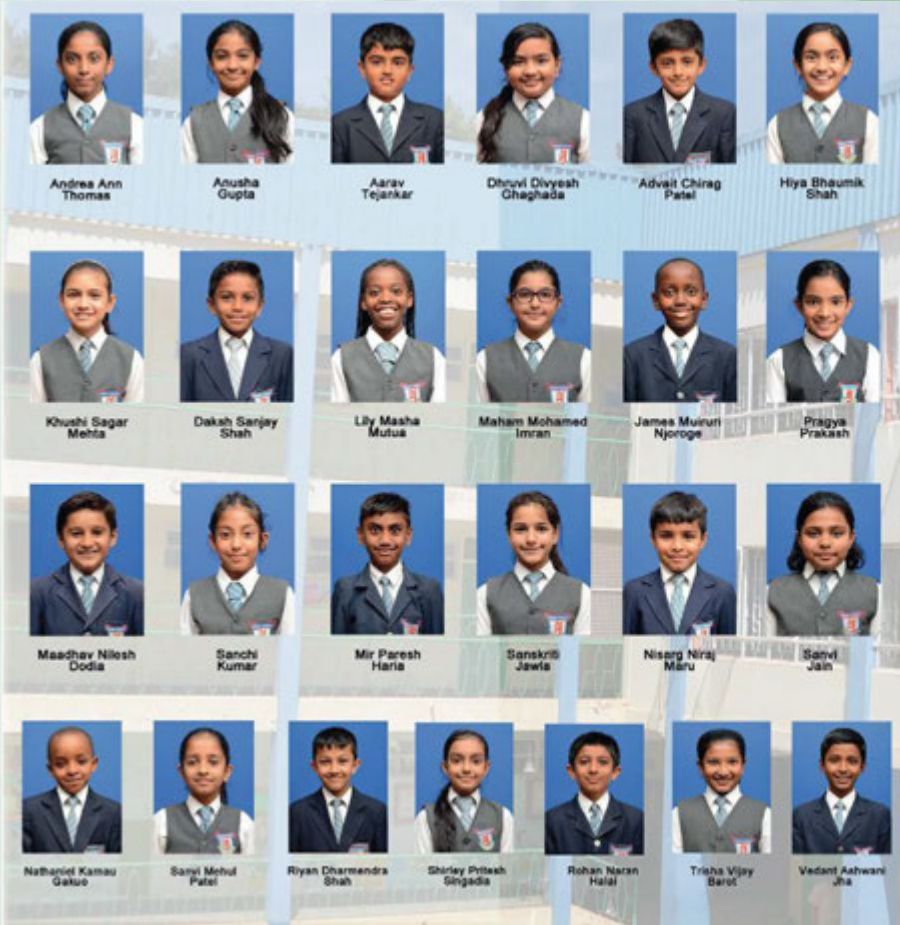 Andrea Ann
Thomas
Anusha
Gupta
Aarav
Tejankar
Dhruvi Divyesh
Ghaghada
Advait Chirag
Patel
Hiya Bhaumik
Shah
Khushi Sagar
Mehta
Daksh Sanjay
Shah
Lily Masha
Mutua
Maham Mohamed
Imran
James Muiruri
Njoroge
Pragya
Prakash
Maadhav Nilesh
Dodia
Sanchi
Kumar
Mir Paresh
Haria
Sanskriti
Jawla
Nisarg Niraj
Maru
Sanvi
Jain
Nathaniel Kamau
Gakuo
Sanvi Mehul
Patel
Riyan Dharmendra
Shah
Shirley Pritesh
Singadia
Rohan Naran
Halai
Trisha Vijay
Barot
Vedant Ashwani
Jha